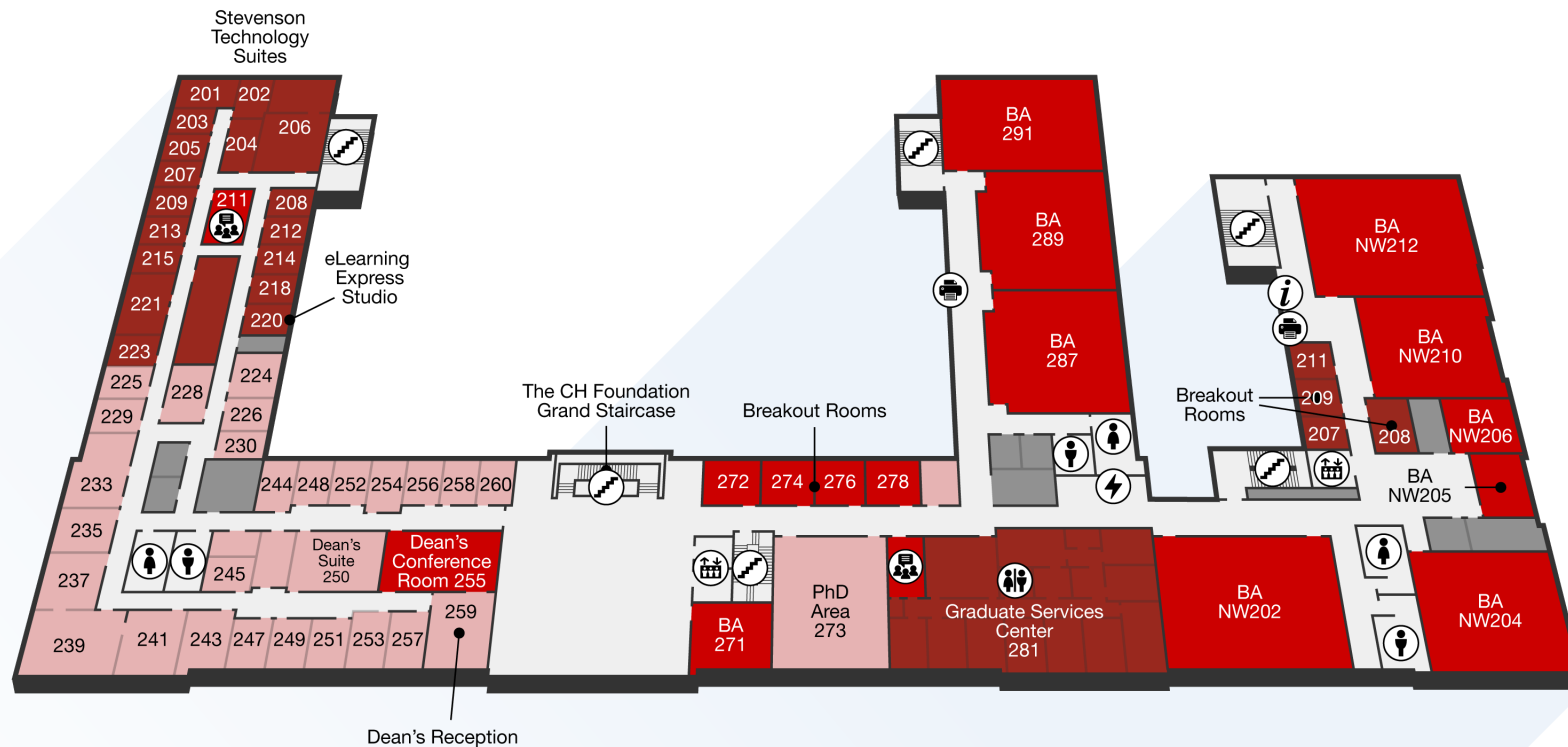 Stevenson
Technology
Suites
201
202
203
204
206
205
207
209
211
208
213
212
215
214
eLearning
Express
Studio
218
221
220
223
225
224
228
229
226
230
233
244
248
252
254
256
258
260
235
237
245
Dean's
Suite
250
Dean's
Conference
Room 255
239
241
243
247
249
251
253
257
259
Dean's Reception
The CH Foundation
Grand Staircase
Breakout Rooms
272
274
276
278
BA
271
PhD
Area
273
Graduate Services
Center
281
BA
291
BA
289
BA
287
BA
NW212
i
BA
NW210
211
209
207
Breakout
Rooms
208
BA
NW206
BA
NW205
BA
NW202
BA
NW204